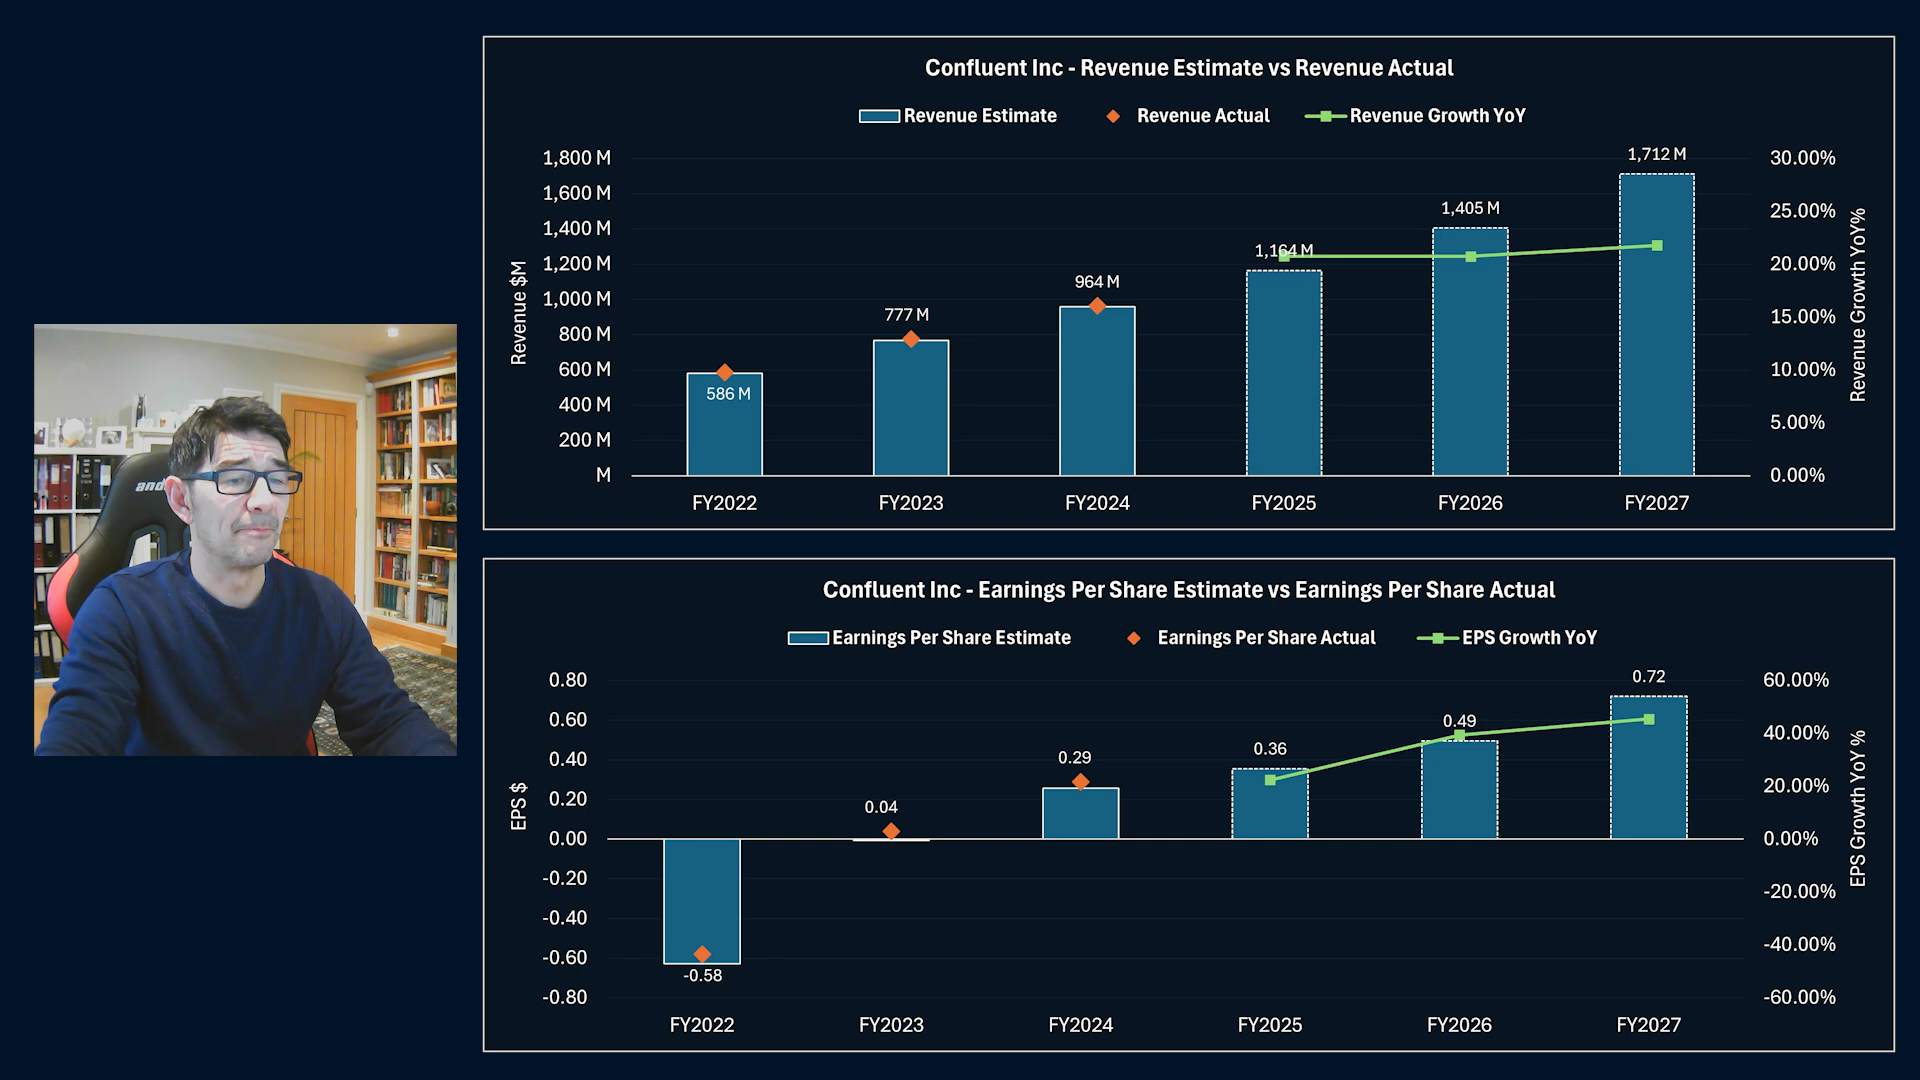 Confluent Inc - Revenue Estimate vs Revenue Actual
Revenue Estimate Revenue Actual Revenue Growth YoY
1,800 M
1,600 M
1,400 M
1,200 M
1,000 M
800 M
600 M
400 M
200 M
M
Revenue $M
586 M
777 M
964 M
1,164 M
1,405 M
1,712 M
30.00%
25.00%
20.00%
15.00%
10.00%
5.00%
0.00%
Revenue Growth YoY%
FY2022 FY2023 FY2024 FY2025 FY2026 FY2027
and
Confluent Inc - Earnings Per Share Estimate vs Earnings Per Share Actual
Earnings Per Share Estimate Earnings Per Share Actual EPS Growth YoY
0.80
0.60
0.40
0.20
0.00
-0.20
-0.40
-0.60
-0.80
EPS $
-0.58
0.04
0.29
0.36
0.49
0.72
60.00%
40.00%
20.00%
0.00%
-20.00%
-40.00%
-60.00%
EPS Growth YoY %
FY2022 FY2023 FY2024 FY2025 FY2026 FY2027